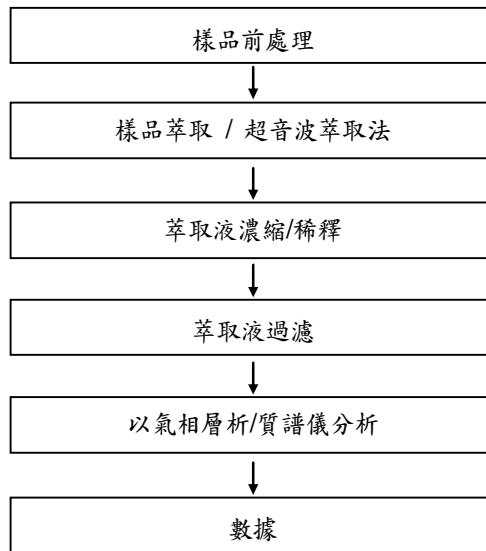 樣品前處理
樣品萃取 / 超音波萃取法
萃取液濃縮/稀釋
萃取液過濾
以氣相層析/質譜儀分析
數據